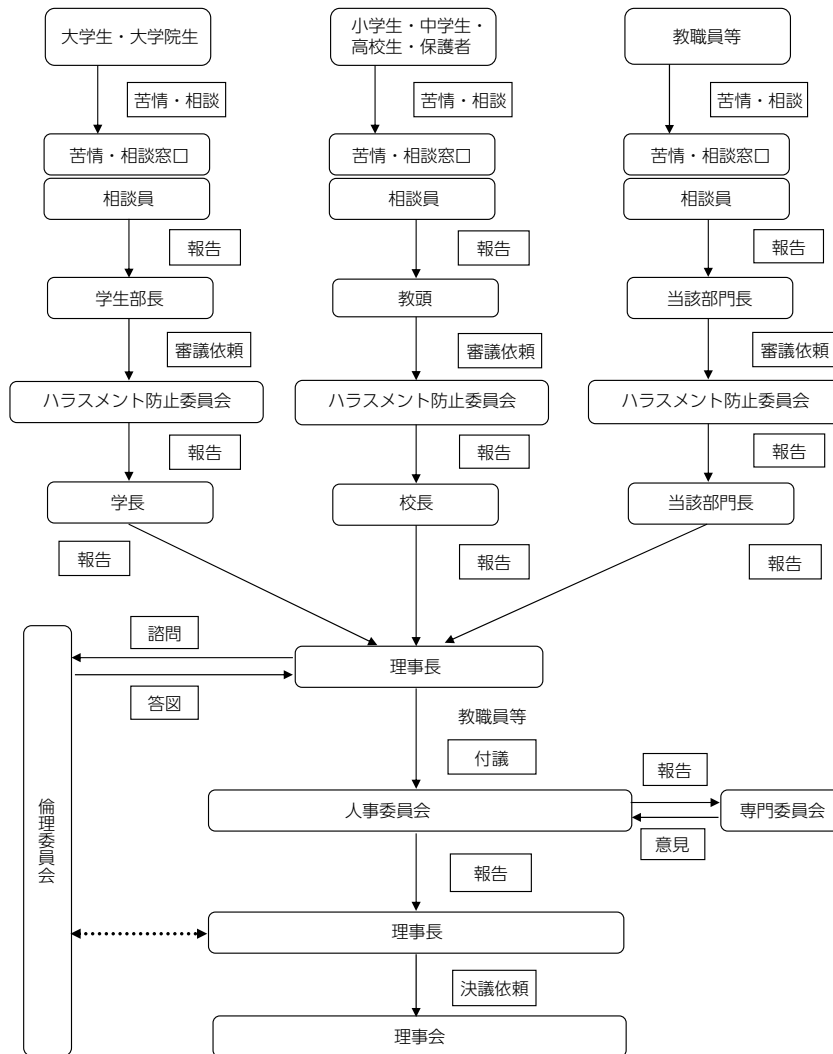 大学生・大学院生
小学生・中学生・
高校生・保護者
教職員等
苦情・相談
苦情・相談
苦情・相談
苦情・相談窓口
苦情・相談窓口
苦情・相談窓口
相談員
相談員
相談員
報告
報告
報告
学生部長
教頭
当該部門長
審議依頼
審議依頼
審議依頼
ハラスメント防止委員会
ハラスメント防止委員会
ハラスメント防止委員会
報告
報告
報告
学長
校長
当該部門長
報告
報告
報告
諮問
理事長
答図
教職員等
付議
報告
人事委員会
専門委員会
意見
倫理委員会
報告
理事長
決議依頼
理事会